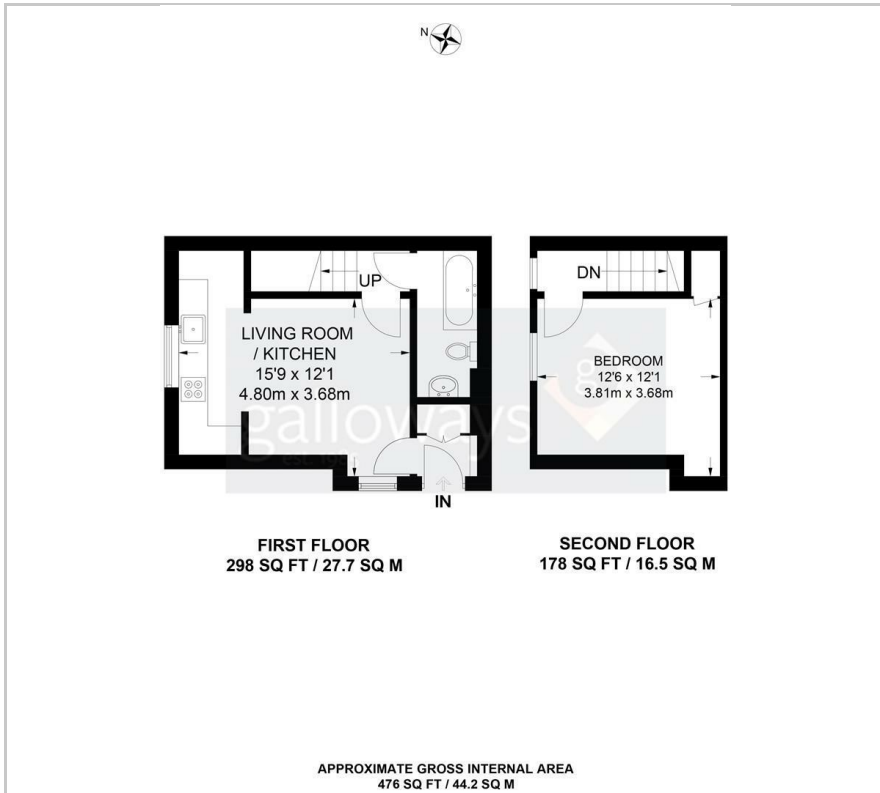 N
UP
LIVING ROOM
/ KITCHEN
15'9 x 12'1
4.80m x 3.68m
IN
DN
BEDROOM
12'6 x 12'1
3.81m x 3.68m
g
galloways
est. 1985
FIRST FLOOR
298 SQ FT / 27.7 SQ M
SECOND FLOOR
178 SQ FT / 16.5 SQ M
APPROXIMATE GROSS INTERNAL AREA
476 SQ FT / 44.2 SQ M